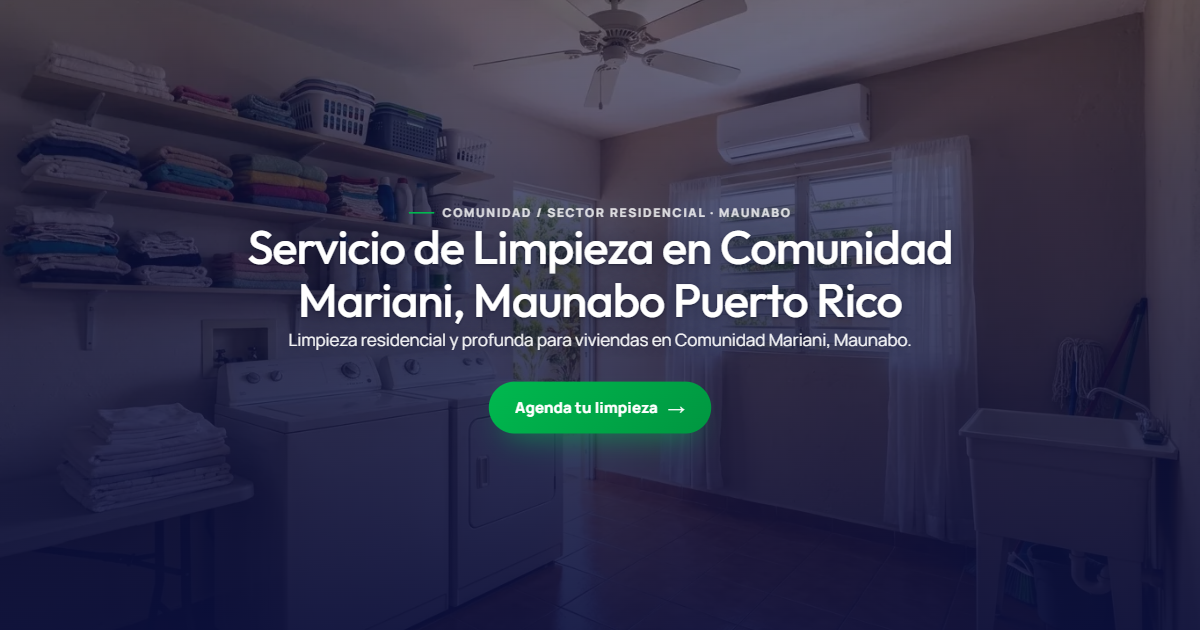 COMUNIDAD / SECTOR RESIDENCIAL · MAUNABO
Servicio de Limpieza en Comunidad
Mariani, Maunabo Puerto Rico
Limpieza residencial y profunda para viviendas en Comunidad Mariani, Maunabo.
Agenda tu limpieza →